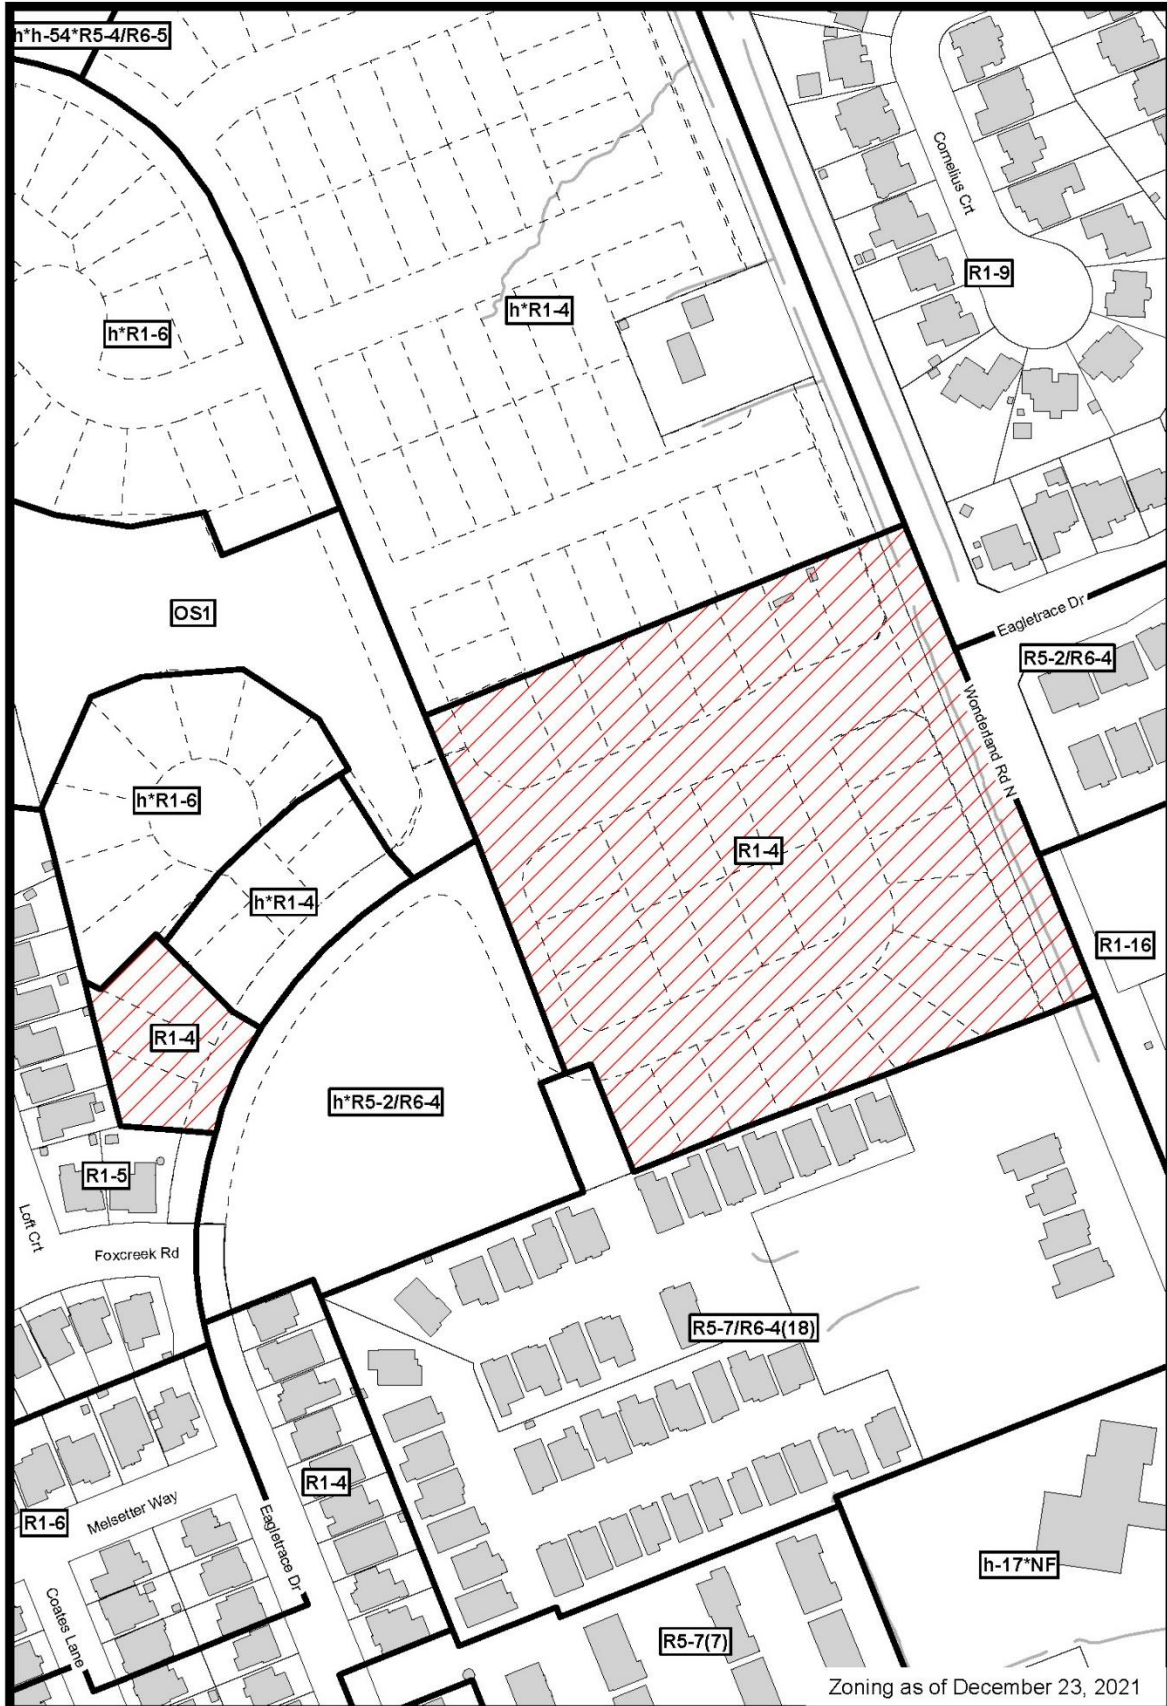 h*h-54*R5-4/R6-5
Cornelius Crt
R1-9
h*R1-4
h*R1-6
OS1
Eagletrace Dr
R5-2/R6-4
Wonderland Rd N
h*R1-6
R1-4
h*R1-4
R1-16
R1-4
h*R5-2/R6-4
R1-5
Loft Crt
Foxcreek Rd
R5-7/R6-4(18)
R1-4
Melsetter Way
R1-6
Eagletrace Dr
h-17*NF
Coates Lane
R5-7(7)
Zoning as of December 23, 2021